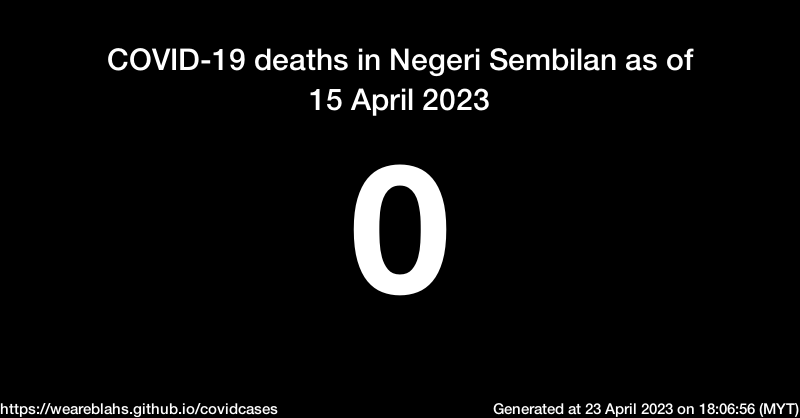 COVID-19 deaths in Negeri Sembilan as of
15 April 2023
0
https://weareblahs.github.io/covidcases
Generated at 23 April 2023 on 18:06:56 (MYT)